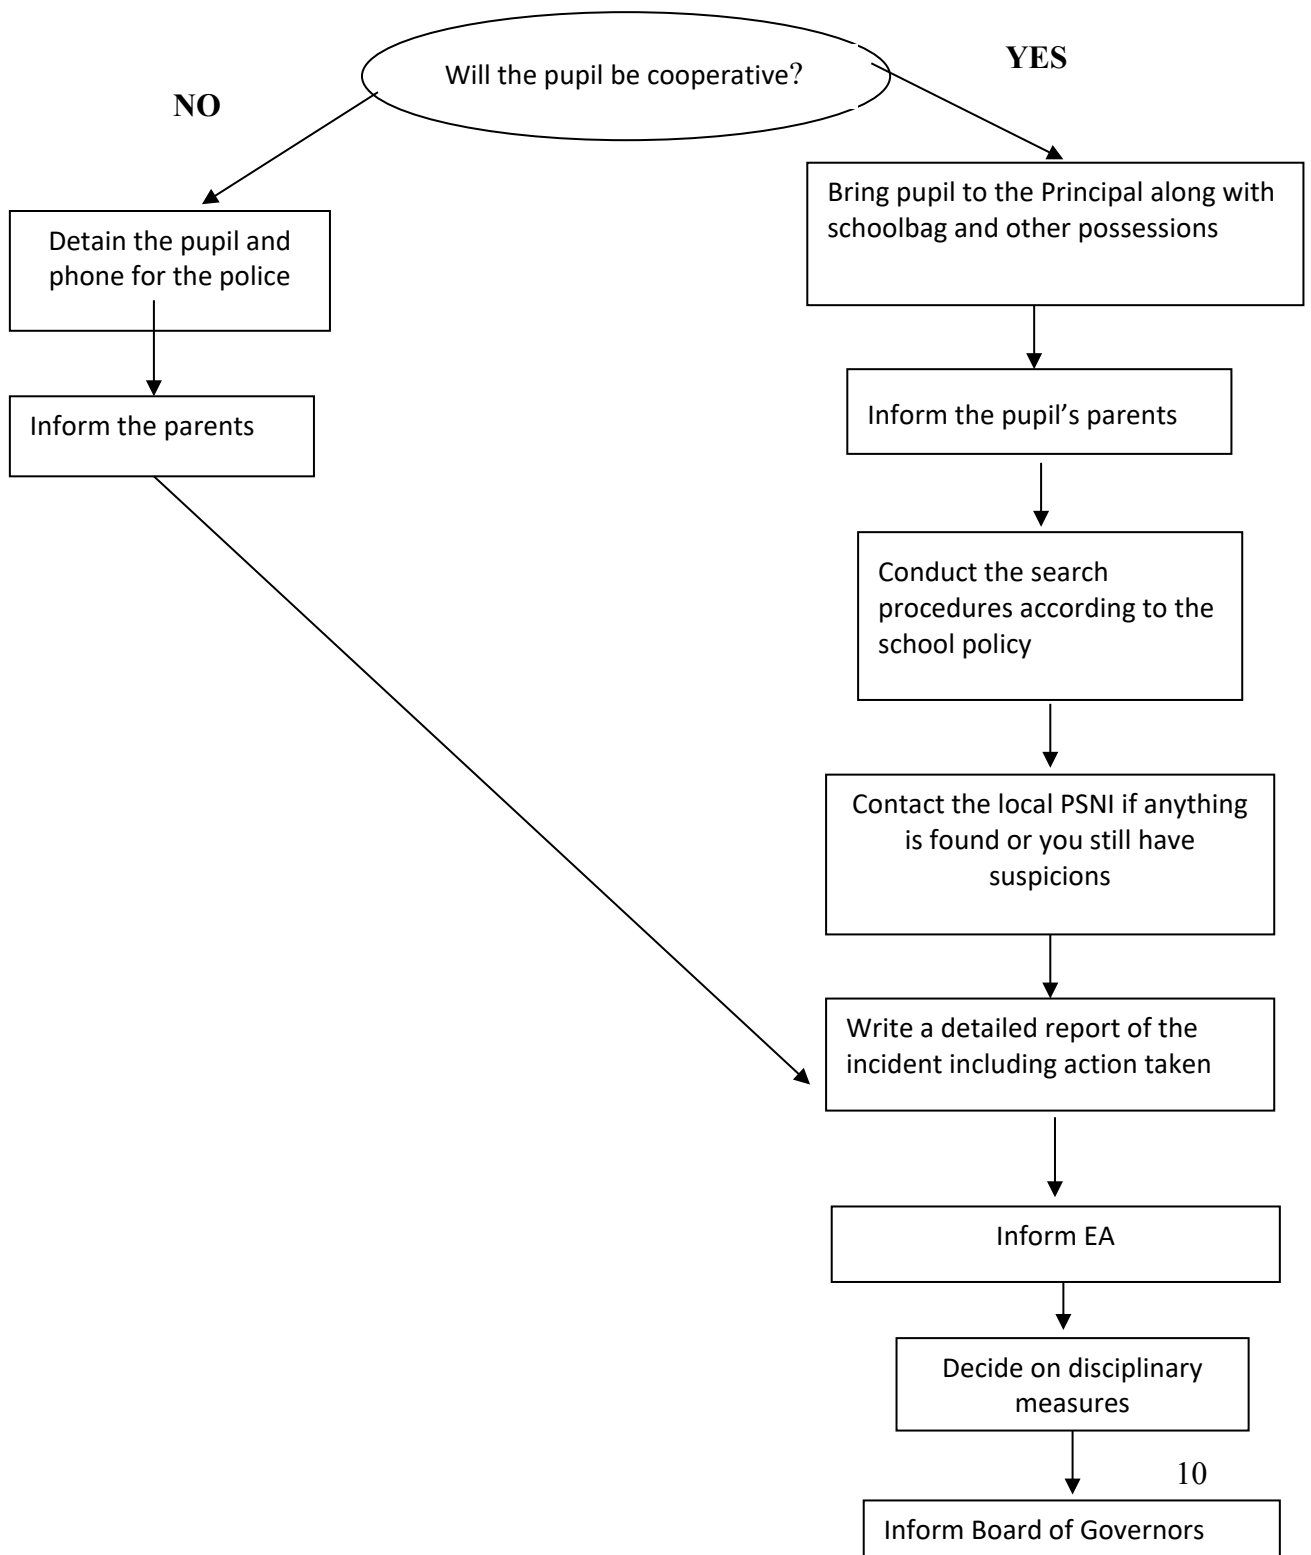 Will the pupil be cooperative?
YES
NO
Bring pupil to the Principal along with
schoolbag and other possessions
Detain the pupil and
phone for the police
Inform the pupil’s parents
Inform the parents
Conduct the search
procedures according to the
school policy
Contact the local PSNI if anything
is found or you still have
suspicions
Write a detailed report of the
incident including action taken
Inform EA
Decide on disciplinary
measures
10
Inform Board of Governors